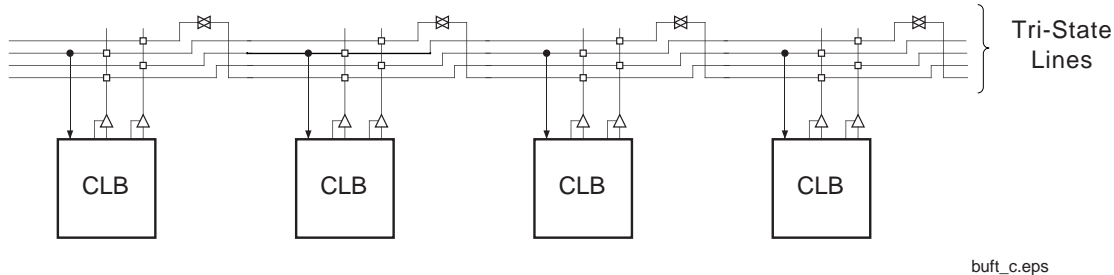 Tri-State
Lines
CLB
CLB
CLB
CLB
buft_c.eps